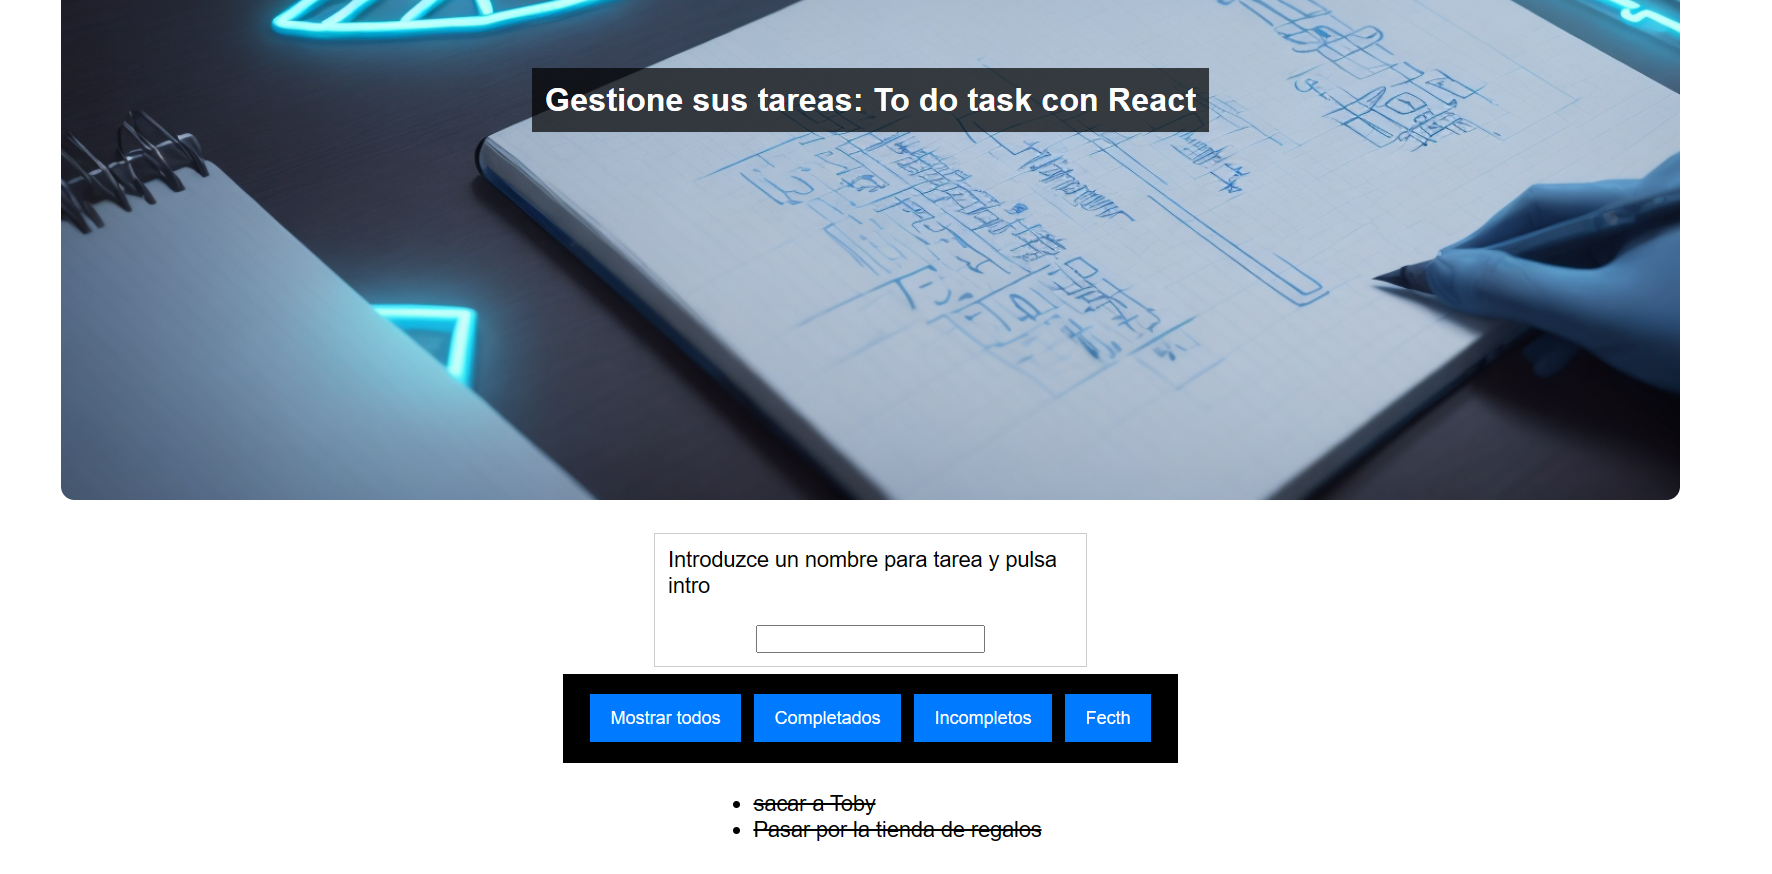 Gestione sus tareas: To do task con React
Introduzce un nombre para tarea y pulsa
intro
Mostrar todos Completados Incompletos Fecth
sacar a Toby
Pasar por la tienda de regalos